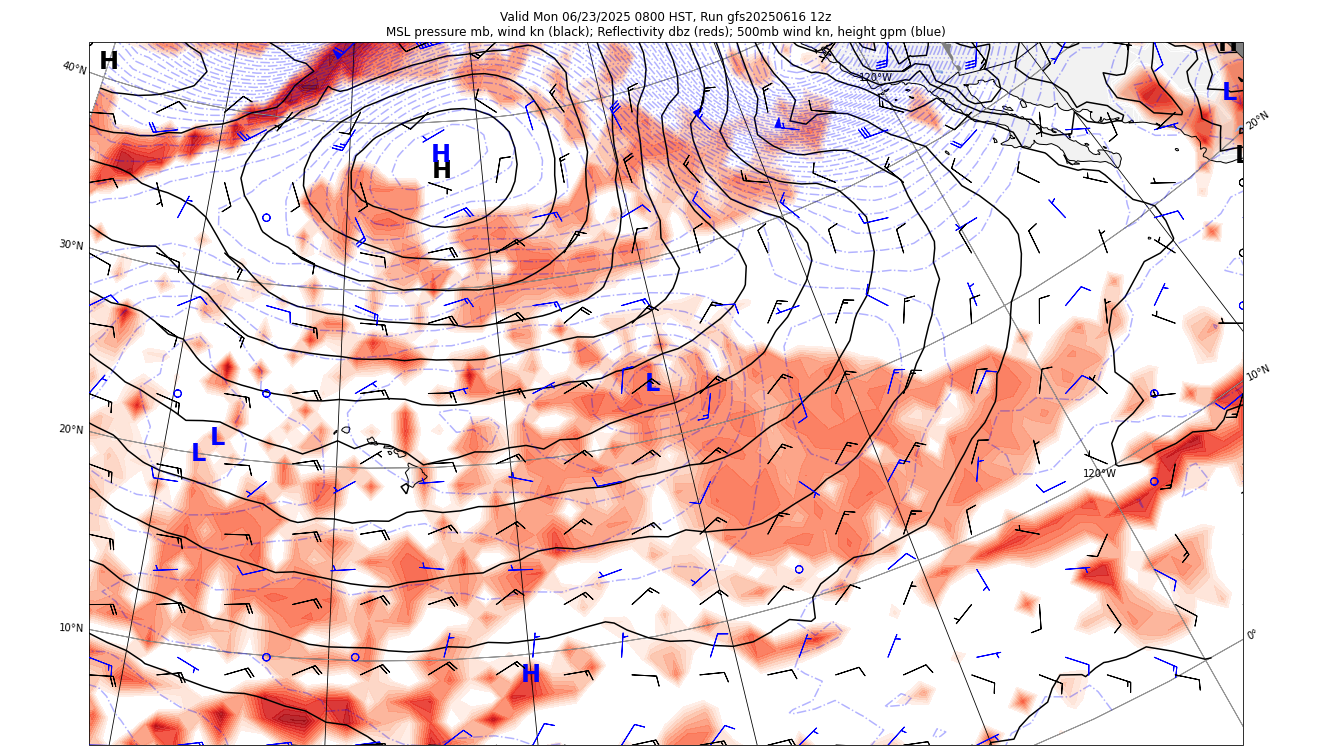 Valid Mon 06/23/2025 0800 HST, Run gfs20250616 12z
MSL pressure mb, wind kn (black); Reflectivity dbz (reds); 500mb wind kn, height gpm (blue)
H
H
40°N
120°W
L
20°N
H
H
L
30°N
10°N
L
20°N
L
L
120°W
10°N
0°
H